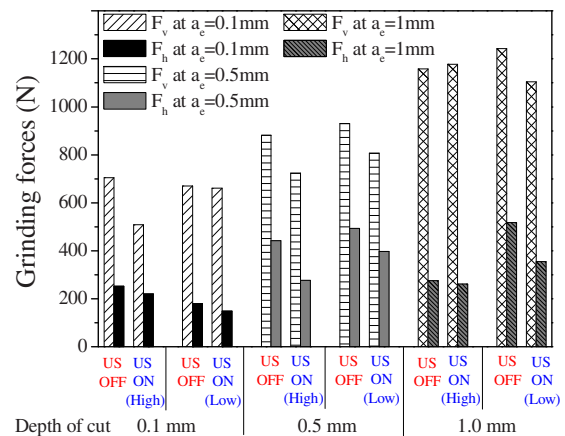 F_v at a_e=0.1mm
F_h at a_e=0.1mm
F_v at a_e=0.5mm
F_h at a_e=0.5mm
F_v at a_e=1mm
F_h at a_e=1mm
Grinding forces (N)
1200
1000
800
600
400
200
0
US OFF
US ON (High)
US OFF
US ON (Low)
US OFF
US ON (High)
US OFF
US ON (Low)
US OFF
US ON (High)
US OFF
US ON (Low)
Depth of cut 0.1 mm 0.5 mm 1.0 mm